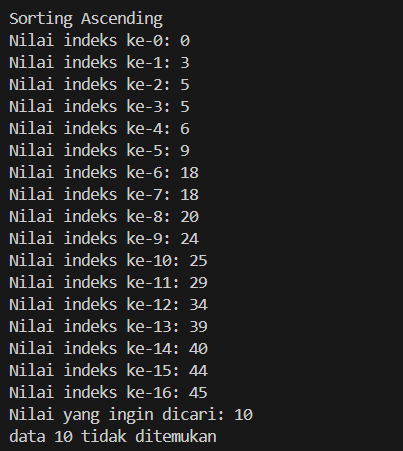 Sorting Ascending
Nilai indeks ke-0: 0
Nilai indeks ke-1: 3
Nilai indeks ke-2: 5
Nilai indeks ke-3: 5
Nilai indeks ke-4: 6
Nilai indeks ke-5: 9
Nilai indeks ke-6: 18
Nilai indeks ke-7: 18
Nilai indeks ke-8: 20
Nilai indeks ke-9: 24
Nilai indeks ke-10: 25
Nilai indeks ke-11: 29
Nilai indeks ke-12: 34
Nilai indeks ke-13: 39
Nilai indeks ke-14: 40
Nilai indeks ke-15: 44
Nilai indeks ke-16: 45
Nilai yang ingin dicari: 10
data 10 tidak ditemukan